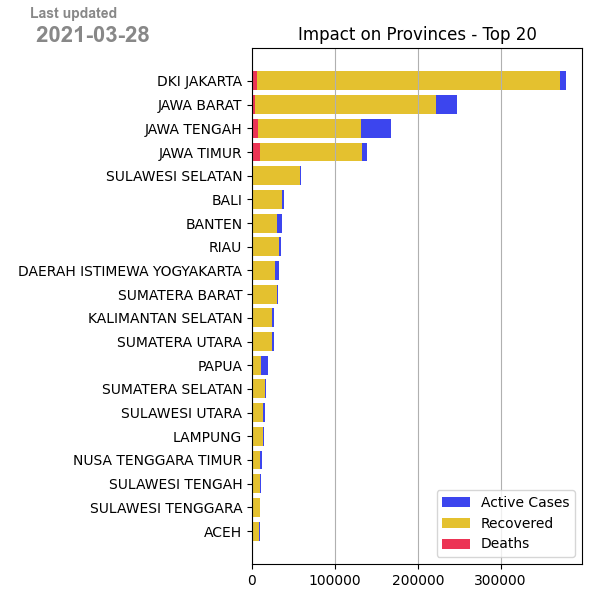 Last updated
2021-03-28
Impact on Provinces - Top 20
DKI JAKARTA
JAWA BARAT
JAWA TENGAH
JAWA TIMUR
SULAWESI SELATAN
BALI
BANTEN
RIAU
DAERAH ISTIMEWA YOGYAKARTA
SUMATERA BARAT
KALIMANTAN SELATAN
SUMATERA UTARA
PAPUA
SUMATERA SELATAN
SULAWESI UTARA
LAMPUNG
NUSA TENGGARA TIMUR
SULAWESI TENGAH
SULAWESI TENGGARA
ACEH
Active Cases
Recovered
Deaths
0 100000 200000 300000